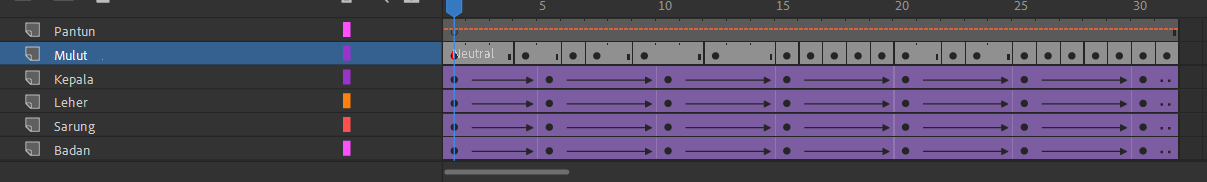 5 10 15 20 25 30
Pantun
Mulut Neutral
Kepala
Leher
Sarung
Badan